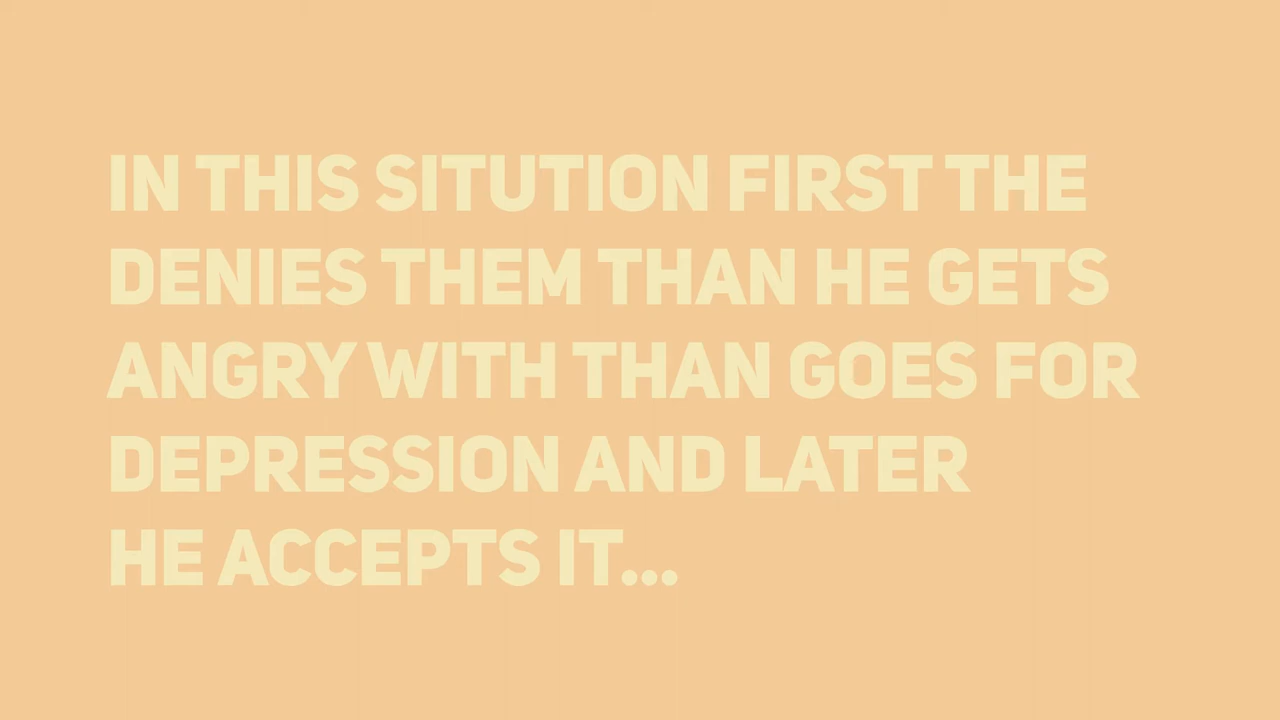 IN THIS SITUTION FIRST THE
DENIES THEM THAN HE GETS
ANGRY WITH THAN GOES FOR
DEPRESSION AND LATER
HE ACCEPTS IT...